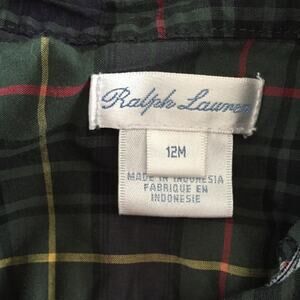 Ralph Lauren
12M
MADE IN INDONESIA
FABRIQUE EN
INDONESIE